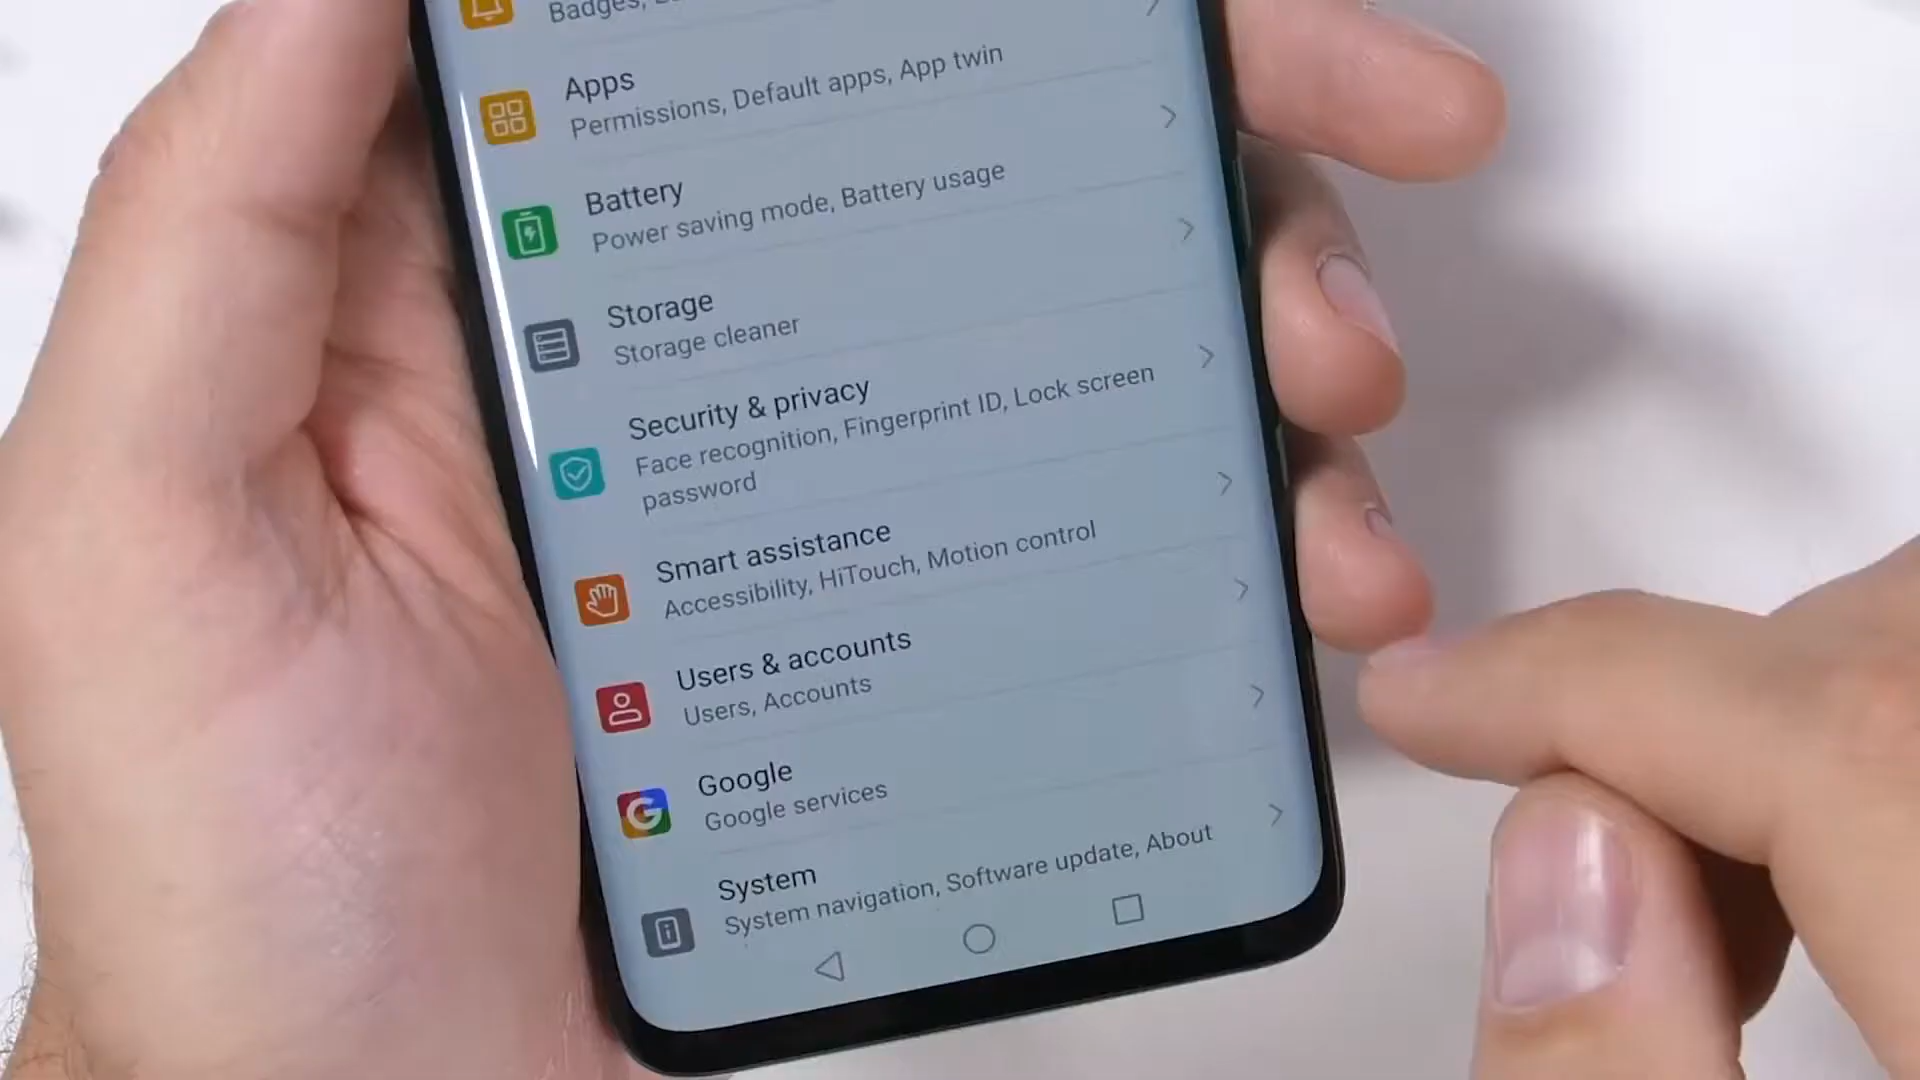 Badges,
Apps
Permissions, Default apps, App twin
Battery
Power saving mode, Battery usage
Storage
Storage cleaner
Security & privacy
Face recognition, Fingerprint ID, Lock screen
password
Smart assistance
Accessibility, HiTouch, Motion control
Users & accounts
Users, Accounts
Google
Google services
System
System navigation, Software update, About